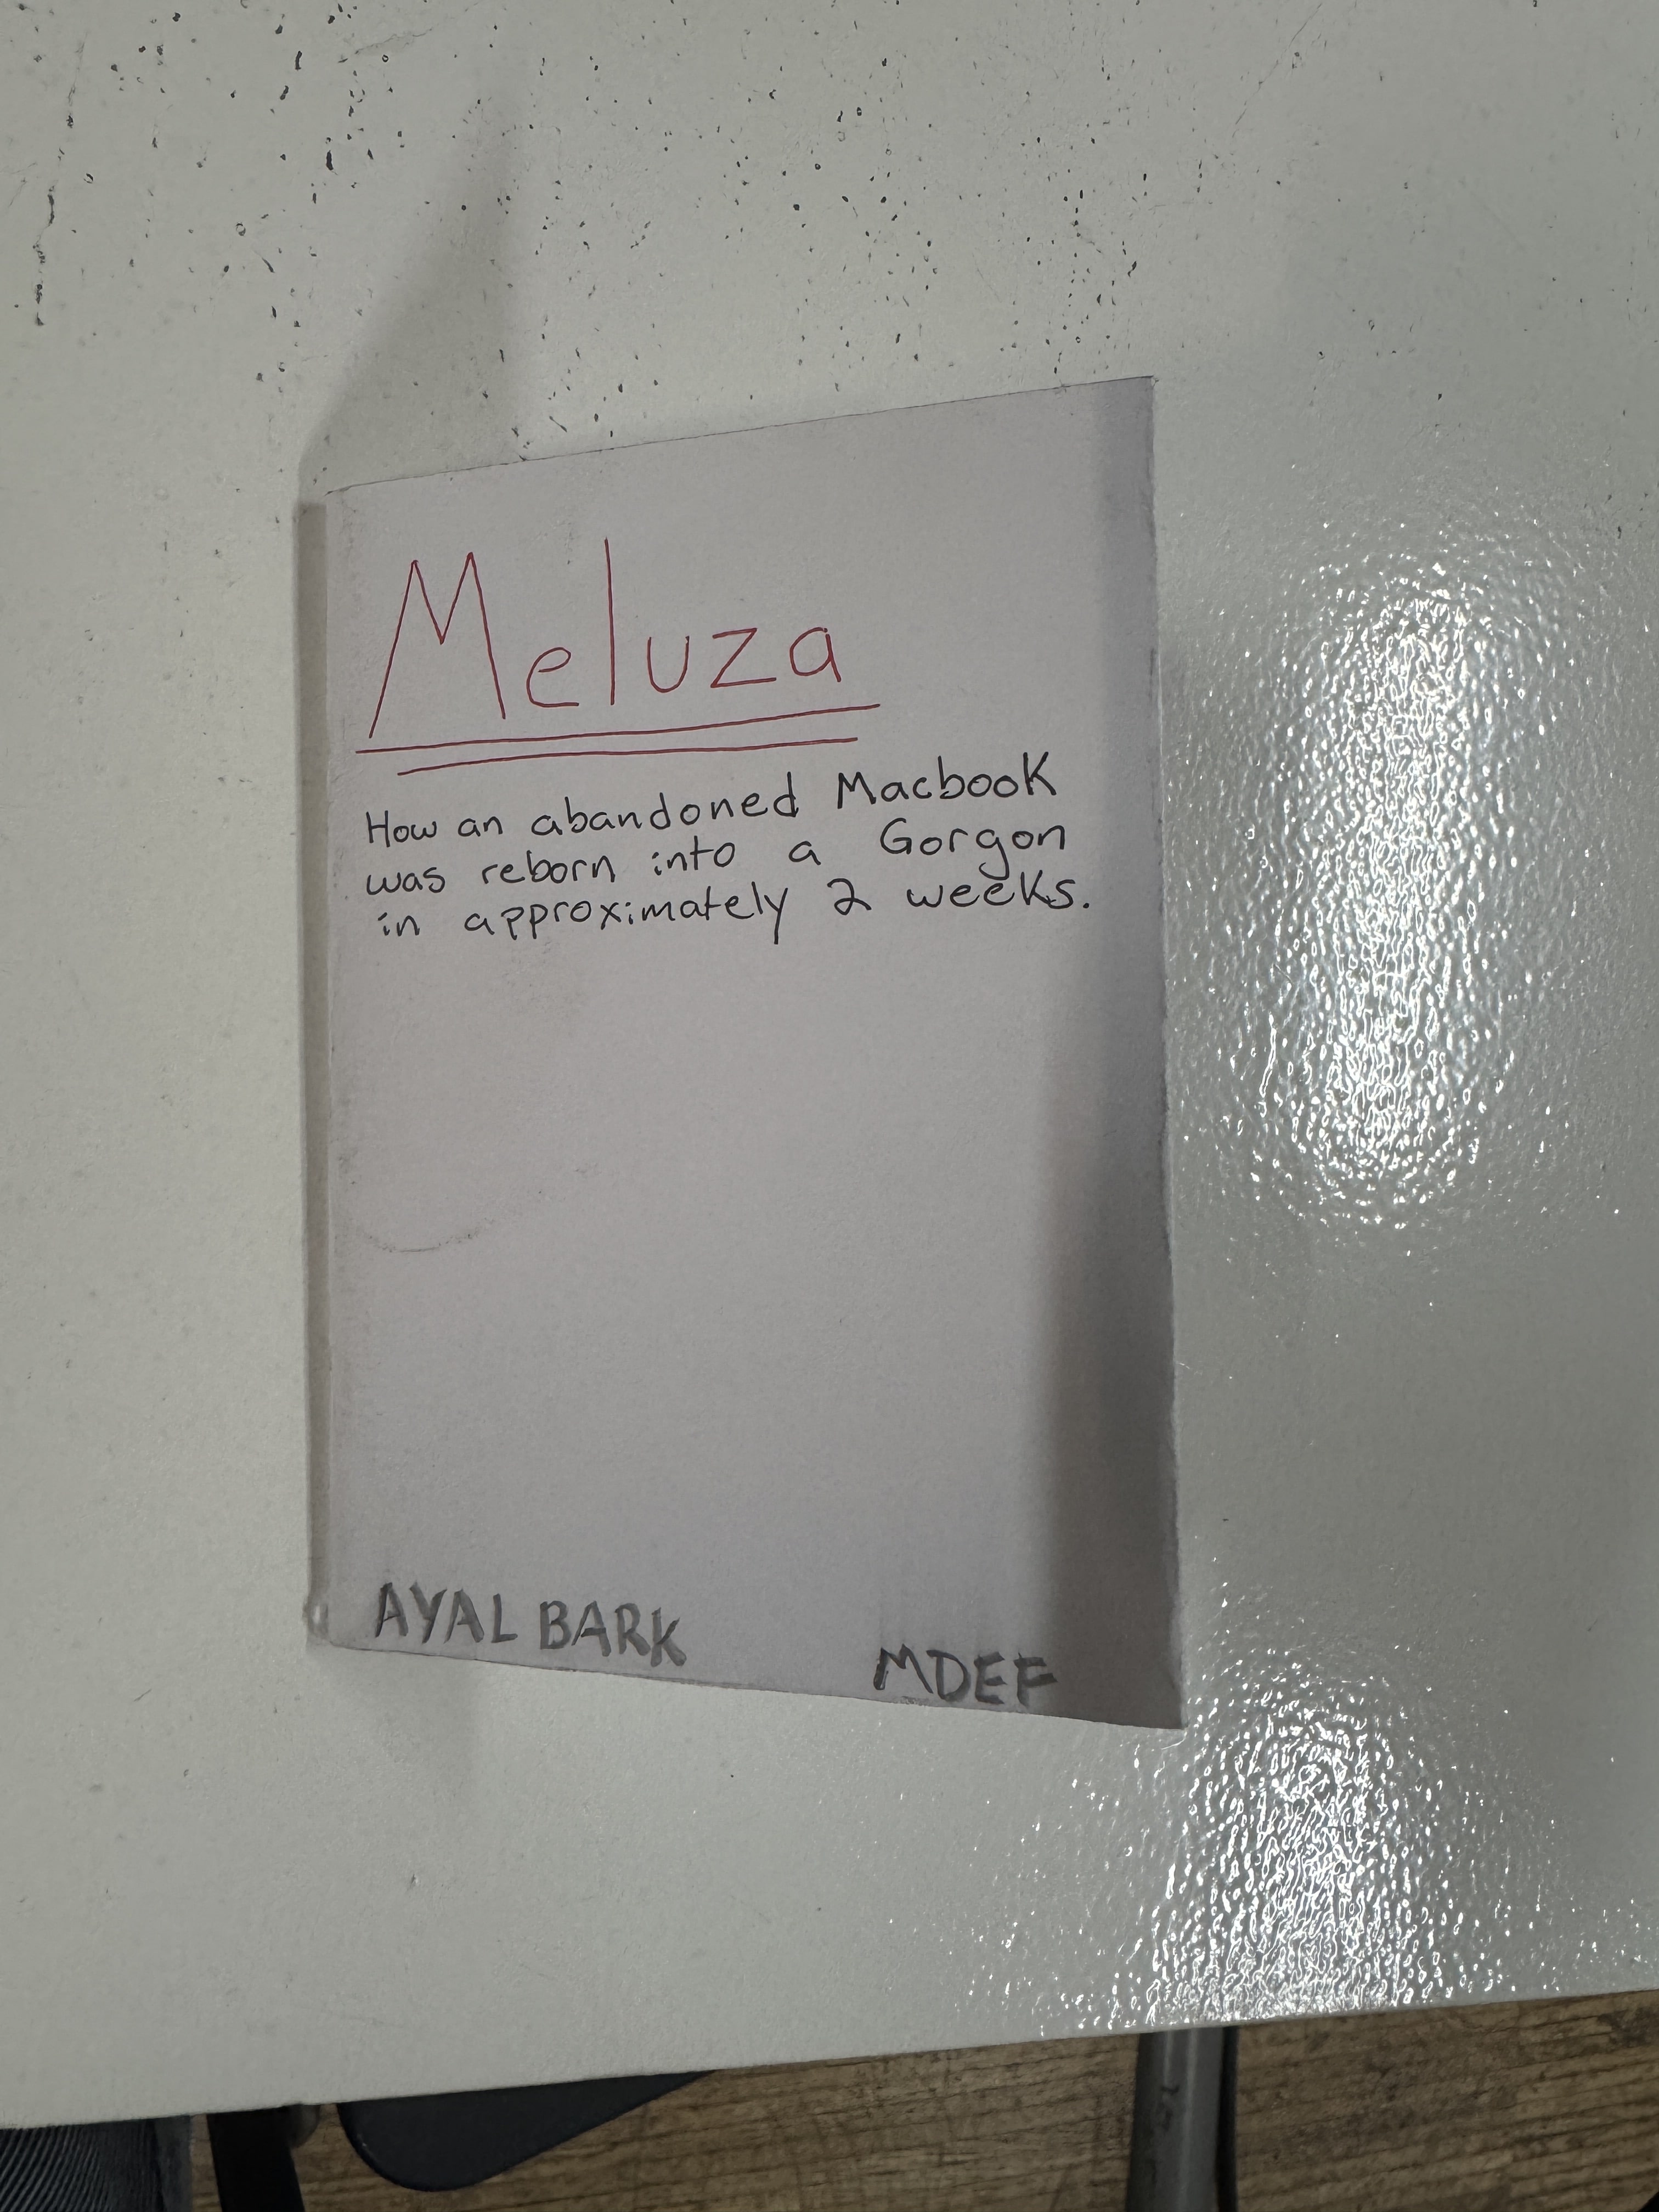 Meluza
How an abandoned Macbook
was reborn into a Gorgon
in approximately 2 weeks.
AYAL BARK
MDEF